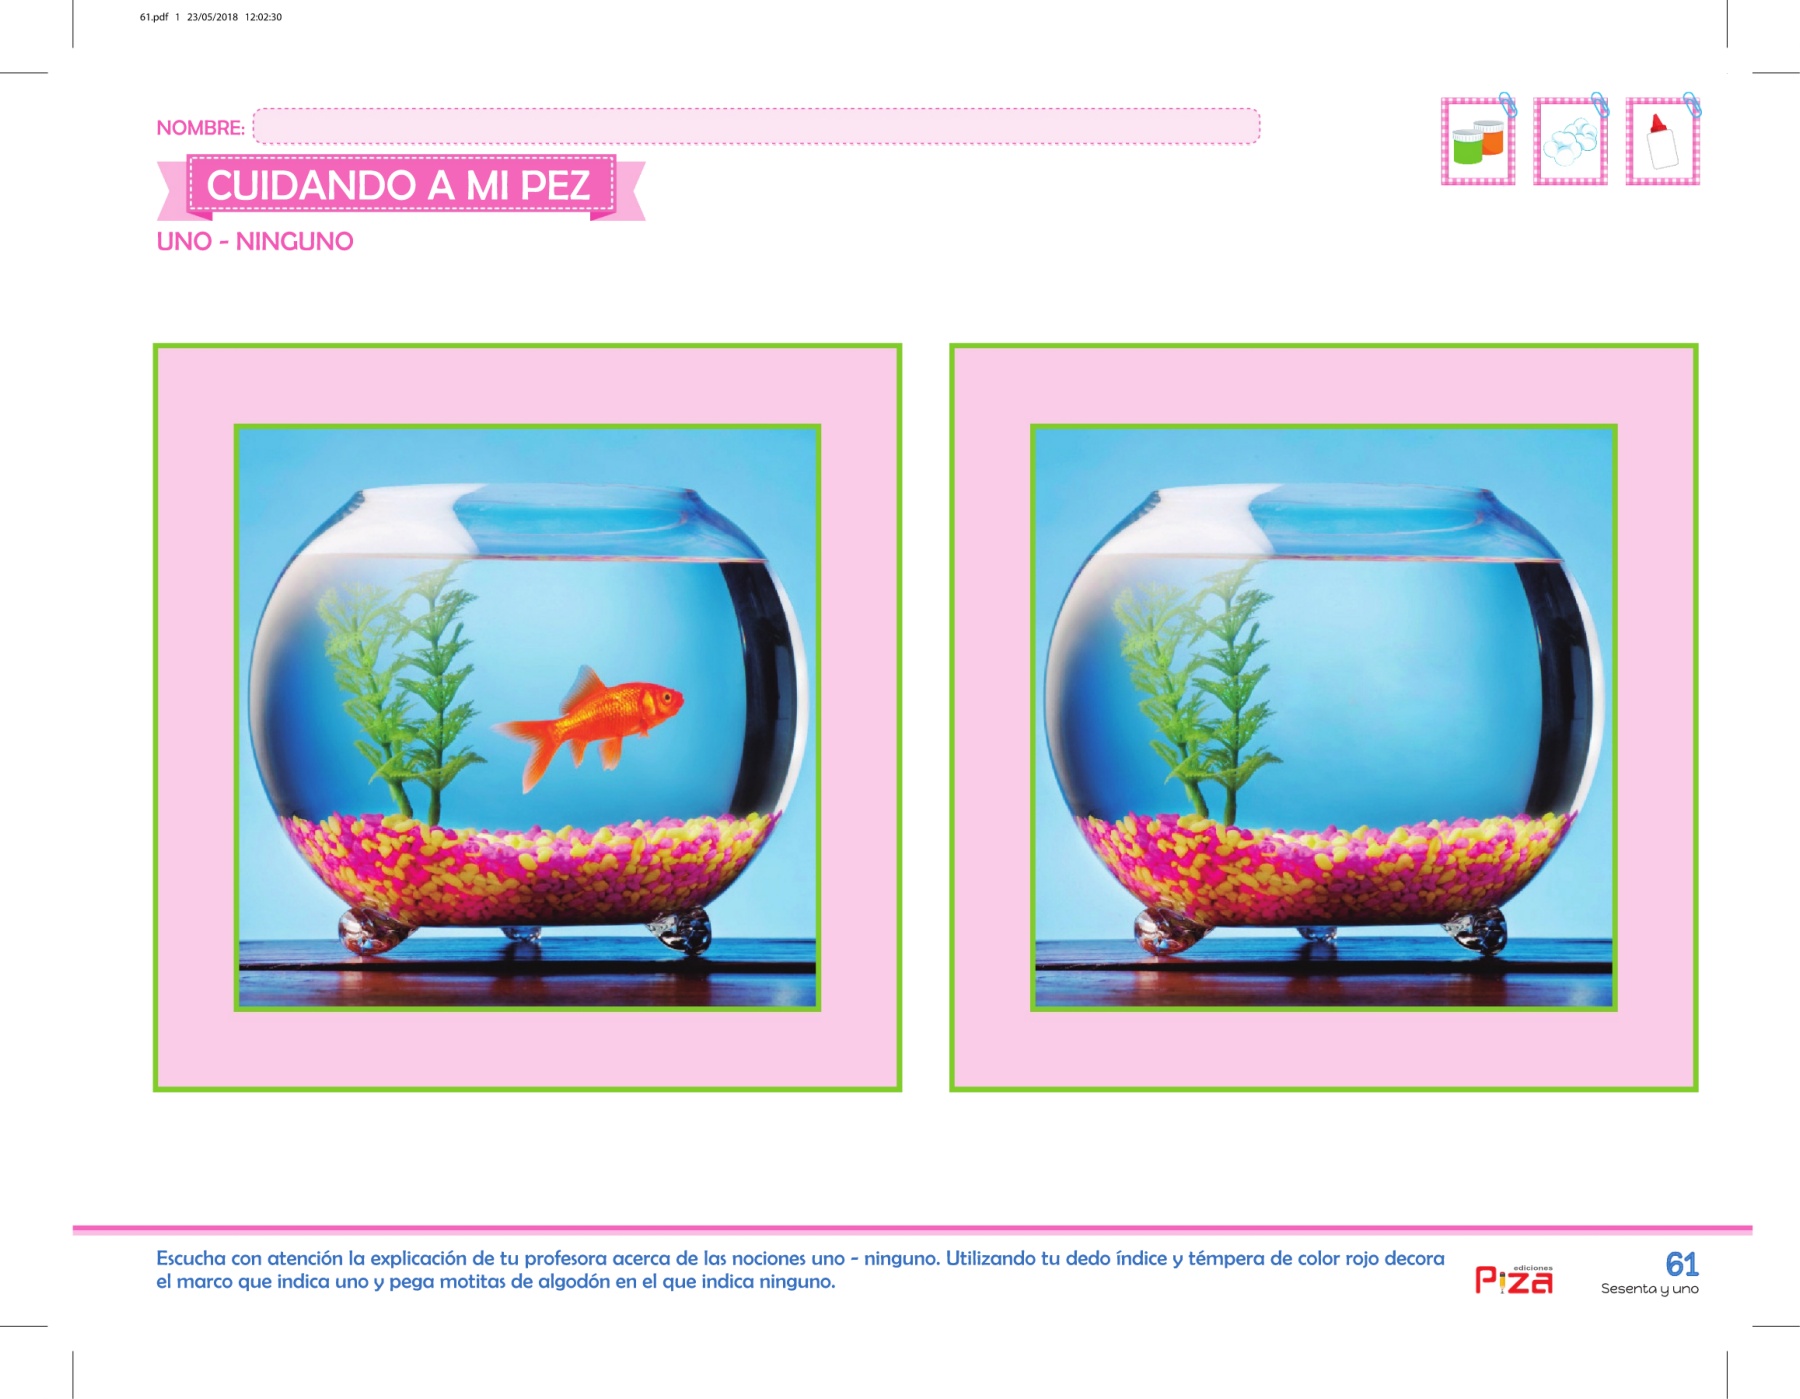 61.pdf 1 23/05/2018 12:02:30
NOMBRE:
CUIDANDO A MI PEZ
UNO - NINGUNO
Escucha con atención la explicación de tu profesora acerca de las nociones uno - ninguno. Utilizando tu dedo índice y témpera de color rojo decora
el marco que indica uno y pega motitas de algodón en el que indica ninguno.
ediciones
Piza
61
Sesenta y uno